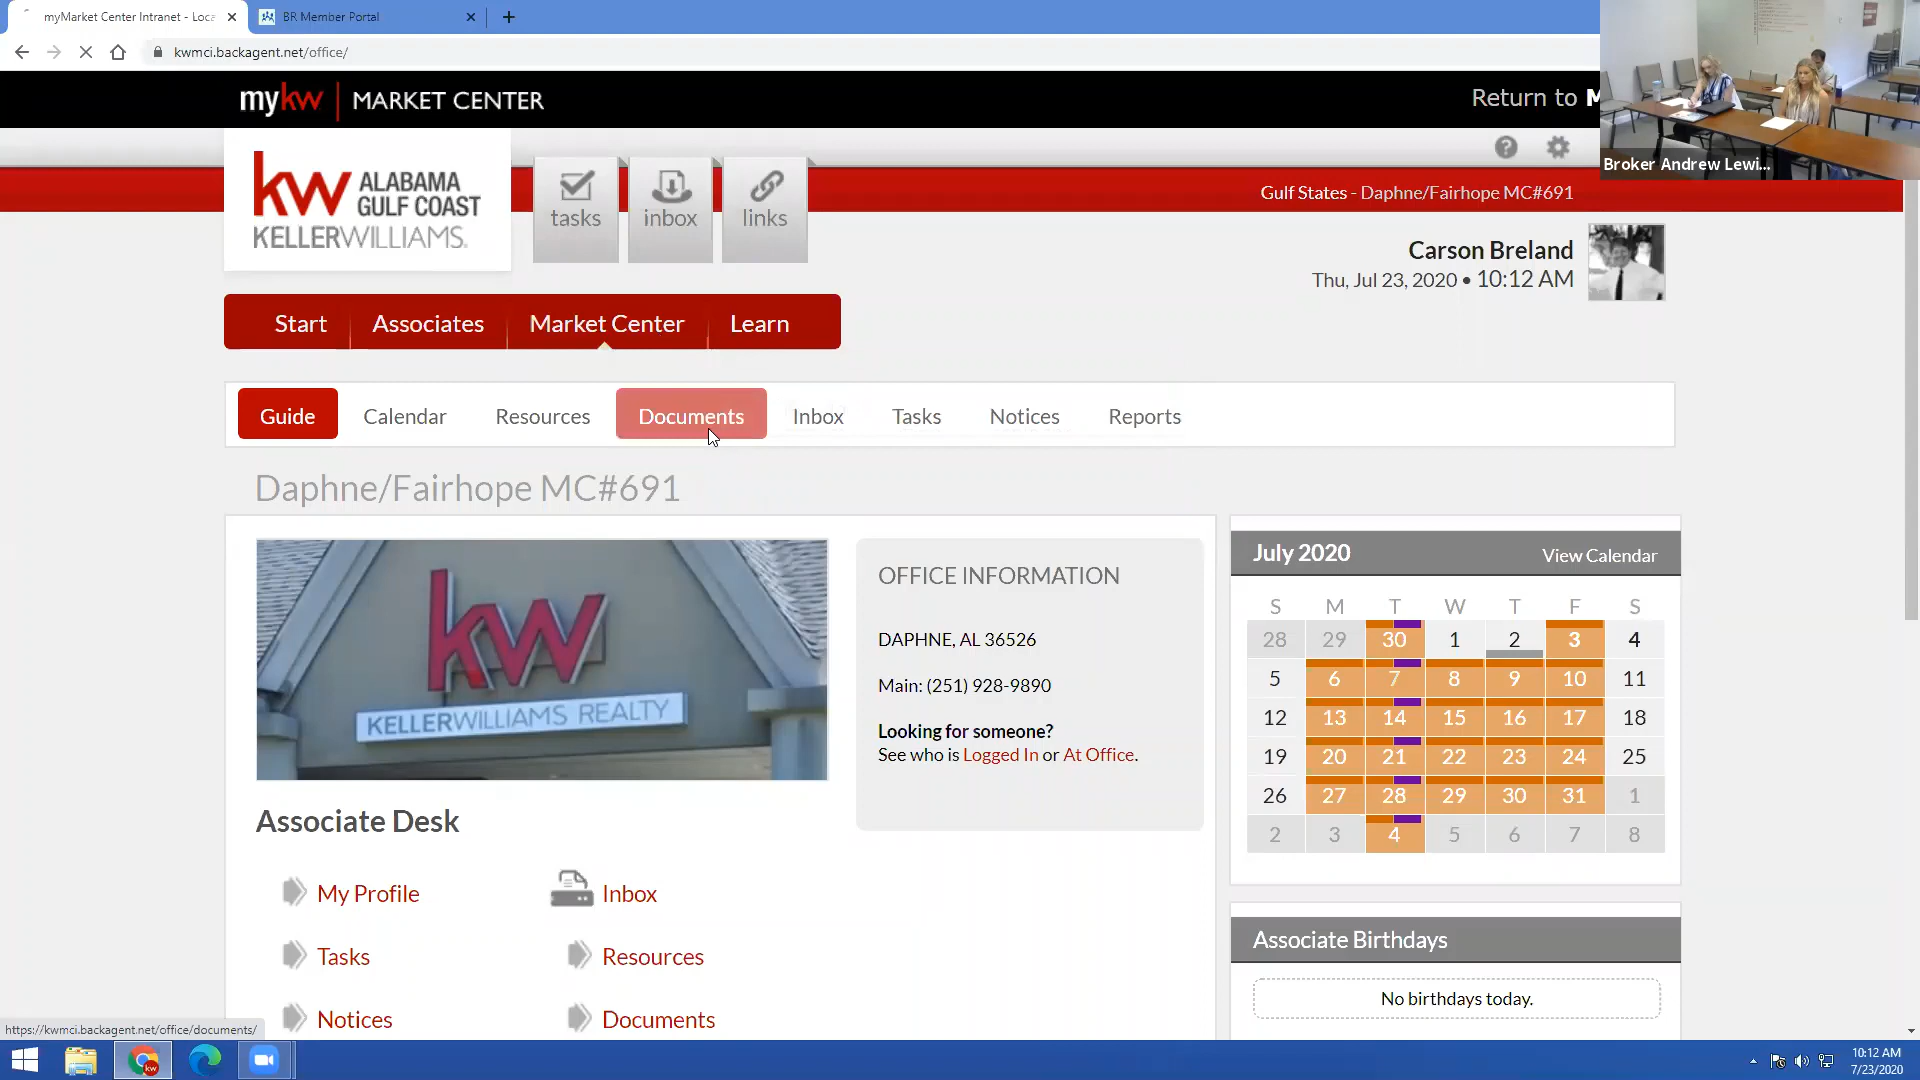 myMarket Center Intranet - Loca
BR Member Portal
kwmci.backagent.net/office/
mykw | MARKET CENTER
Return to M
Broker Andrew Lewi...
kw ALABAMA
GULF COAST
KELLERWILLIAMS.
tasks
inbox
links
Gulf States - Daphne/Fairhope MC#691
Carson Breland
Thu, Jul 23, 2020 • 10:12 AM
Start
Associates
Market Center
Learn
Guide
Calendar
Resources
Documents
Inbox
Tasks
Notices
Reports
Daphne/Fairhope MC#691
kw
KELLERWILLIAMS REALTY
OFFICE INFORMATION
DAPHNE, AL 36526
Main: (251) 928-9890
Looking for someone?
See who is Logged In or At Office.
July 2020
View Calendar
S M T W T F S
28 29 30 1 2 3 4
5 6 7 8 9 10 11
12 13 14 15 16 17 18
19 20 21 22 23 24 25
26 27 28 29 30 31 1
2 3 4 5 6 7 8
Associate Desk
My Profile
Inbox
Tasks
Resources
Notices
Documents
Associate Birthdays
No birthdays today.
https://kwmci.backagent.net/office/documents/
kw
10:12 AM
7/23/2020